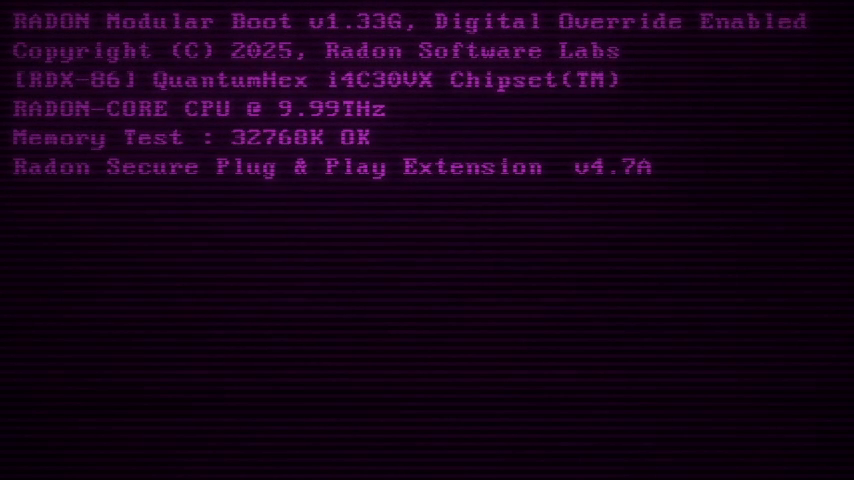 RADON Modular Boot v1.33G, Digital Override Enabled
Copyright (C) 2025, Radon Software Labs
[RDX-86] QuantumHex i4C30VX Chipset(TM)
RADON-CORE CPU @ 9.99THz
Memory Test : 32768K OK
Radon Secure Plug & Play Extension  v4.7A